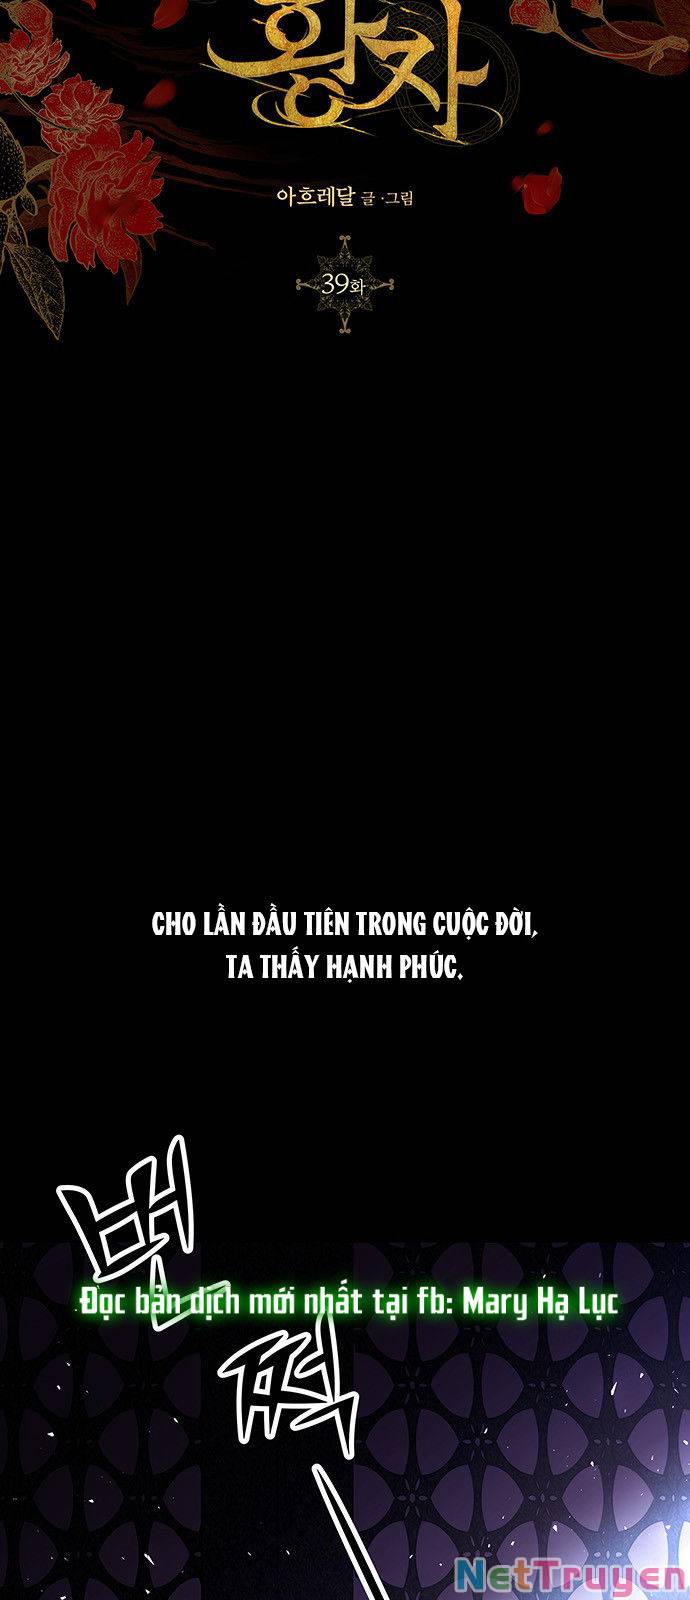 황자
아흐레달 글·그림
39화
CHO LẦN ĐẦU TIÊN TRONG CUỘC ĐỜI,
TA THẤY HẠNH PHÚC.
번
Đọc bản dịch mới nhất tại fb: Mary Hạ Lục
쩍
NetTruyen